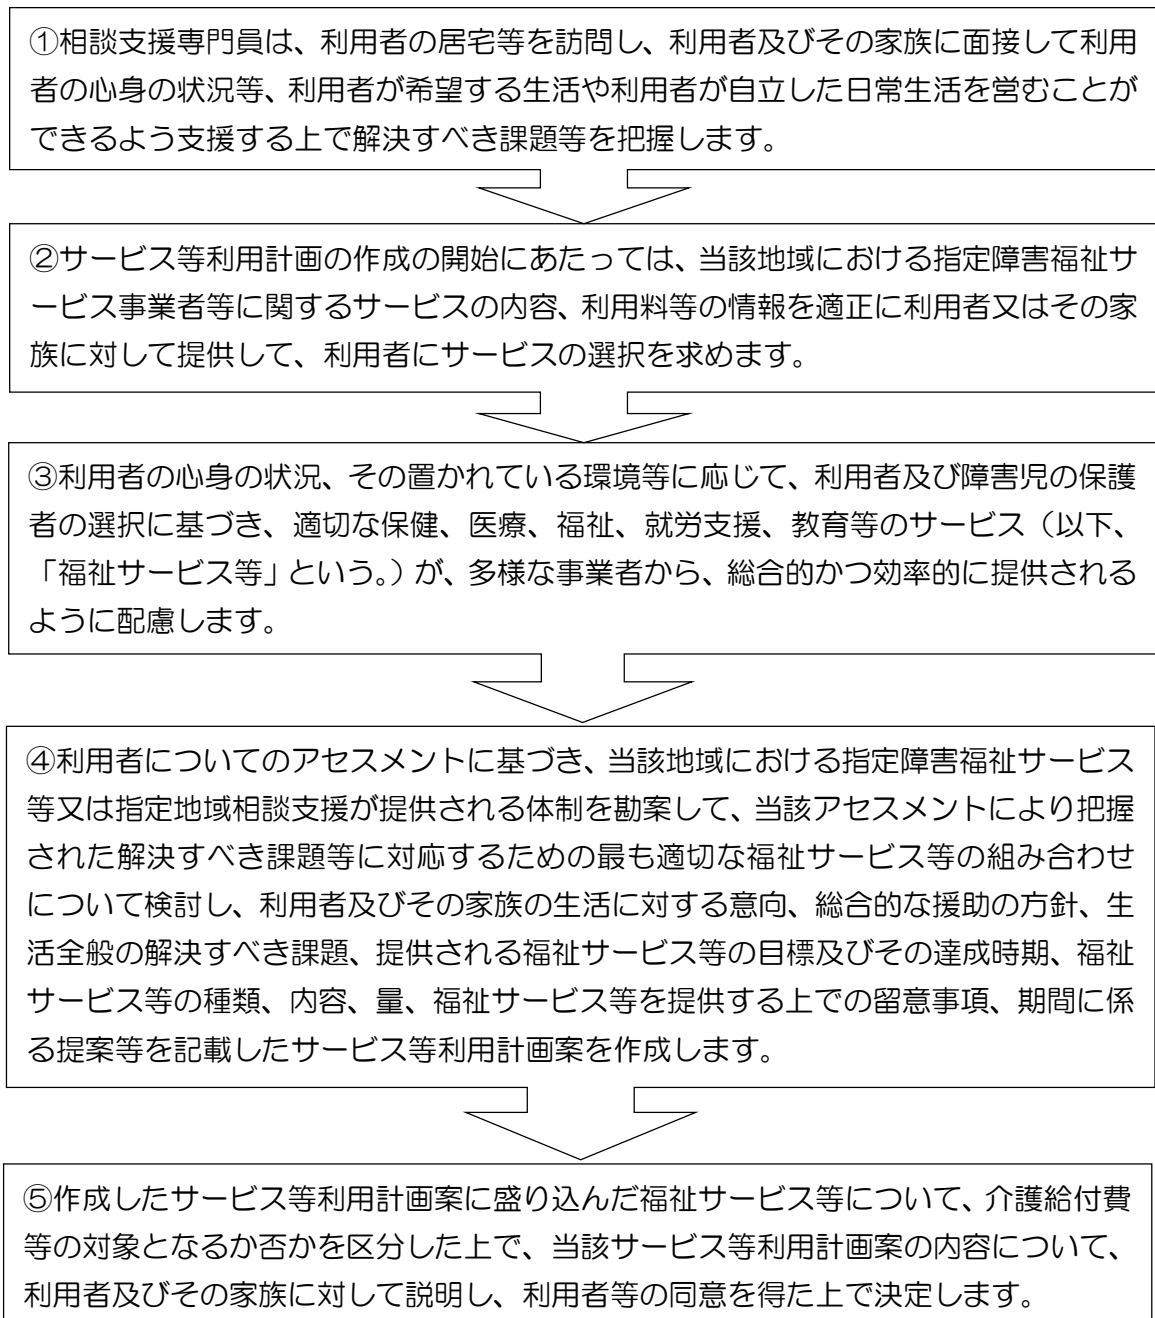 ①相談支援専門員は、利用者の居宅等を訪問し、利用者及びその家族に面接して利用
者の心身の状況等、利用者が希望する生活や利用者が自立した日常生活を営むことが
できるよう支援する上で解決すべき課題等を把握します。
②サービス等利用計画の作成の開始にあたっては、当該地域における指定障害福祉サ
ービス事業者等に関するサービスの内容、利用料等の情報を適正に利用者又はその家
族に対して提供して、利用者にサービスの選択を求めます。
③利用者の心身の状況、その置かれている環境等に応じて、利用者及び障害児の保護
者の選択に基づき、適切な保健、医療、福祉、就労支援、教育等のサービス（以下、
「福祉サービス等」という。）が、多様な事業者から、総合的かつ効率的に提供される
ように配慮します。
④利用者についてのアセスメントに基づき、当該地域における指定障害福祉サービス
等又は指定地域相談支援が提供される体制を勘案して、当該アセスメントにより把握
された解決すべき課題等に対応するための最も適切な福祉サービス等の組み合わせ
について検討し、利用者及びその家族の生活に対する意向、総合的な援助の方針、生
活全般の解決すべき課題、提供される福祉サービス等の目標及びその達成時期、福祉
サービス等の種類、内容、量、福祉サービス等を提供する上での留意事項、期間に係
る提案等を記載したサービス等利用計画案を作成します。
⑤作成したサービス等利用計画案に盛り込んだ福祉サービス等について、介護給付費
等の対象となるか否かを区分した上で、当該サービス等利用計画案の内容について、
利用者及びその家族に対して説明し、利用者等の同意を得た上で決定します。